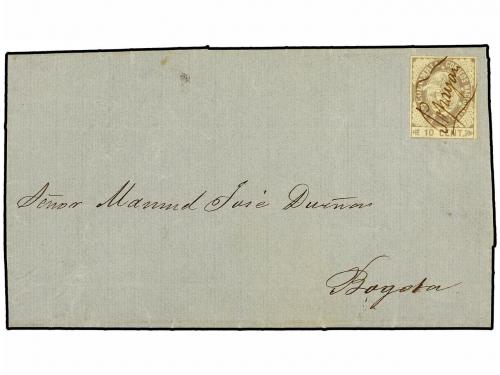 10 CENT.
Señor Manuel José Dueñas
Bogota